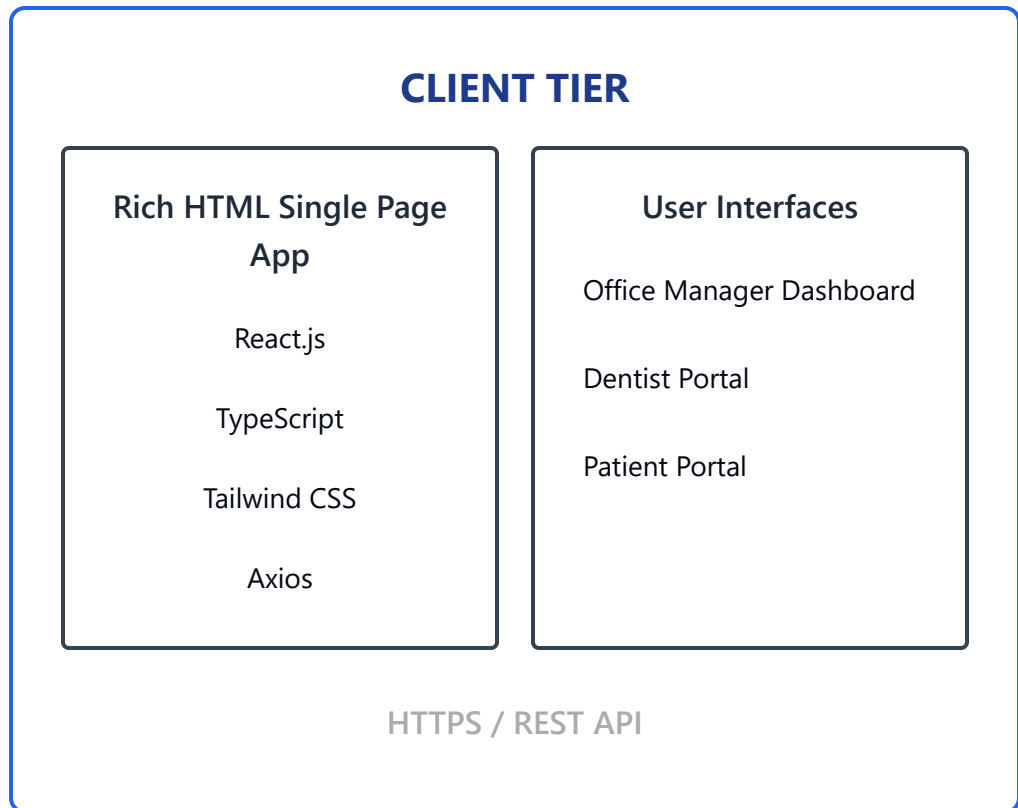 CLIENT TIER
Rich HTML Single Page
App
React.js
TypeScript
Tailwind CSS
Axios
User Interfaces
Office Manager Dashboard
Dentist Portal
Patient Portal
HTTPS / REST API